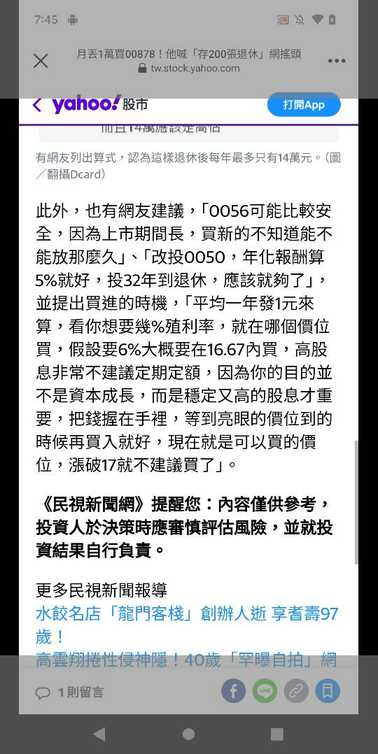 7:45
月丟1萬買00878！他喊「存200張退休」網搖頭
tw.stock.yahoo.com
yahoo!股市
打開App
而且14萬應該是高估
有網友列出算式，認為這樣退休後每年最多只有14萬元。（圖
／翻攝Dcard）
此外，也有網友建議，「0056可能比較安
全，因為上市期間長，買新的不知道能不
能放那麼久」、「改投0050，年化報酬算
5%就好，投32年到退休，應該就夠了」，
並提出買進的時機，「平均一年發1元來
算，看你想要幾%殖利率，就在哪個價位
買，假設要6%大概要在16.67內買，高股
息非常不建議定期定額，因為你的目的並
不是資本成長，而是穩定又高的股息才重
要，把錢握在手裡，等到亮眼的價位到的
時候再買入就好，現在就是可以買的價
位，漲破17就不建議買了」。
《民視新聞網》提醒您：內容僅供參考，
投資人於決策時應審慎評估風險，並就投
資結果自行負責。
更多民視新聞報導
水餃名店「龍門客棧」創辦人逝 享耆壽97
歲！
高雲翔捲性侵神隱！40歲「罕曝自拍」網
1則留言